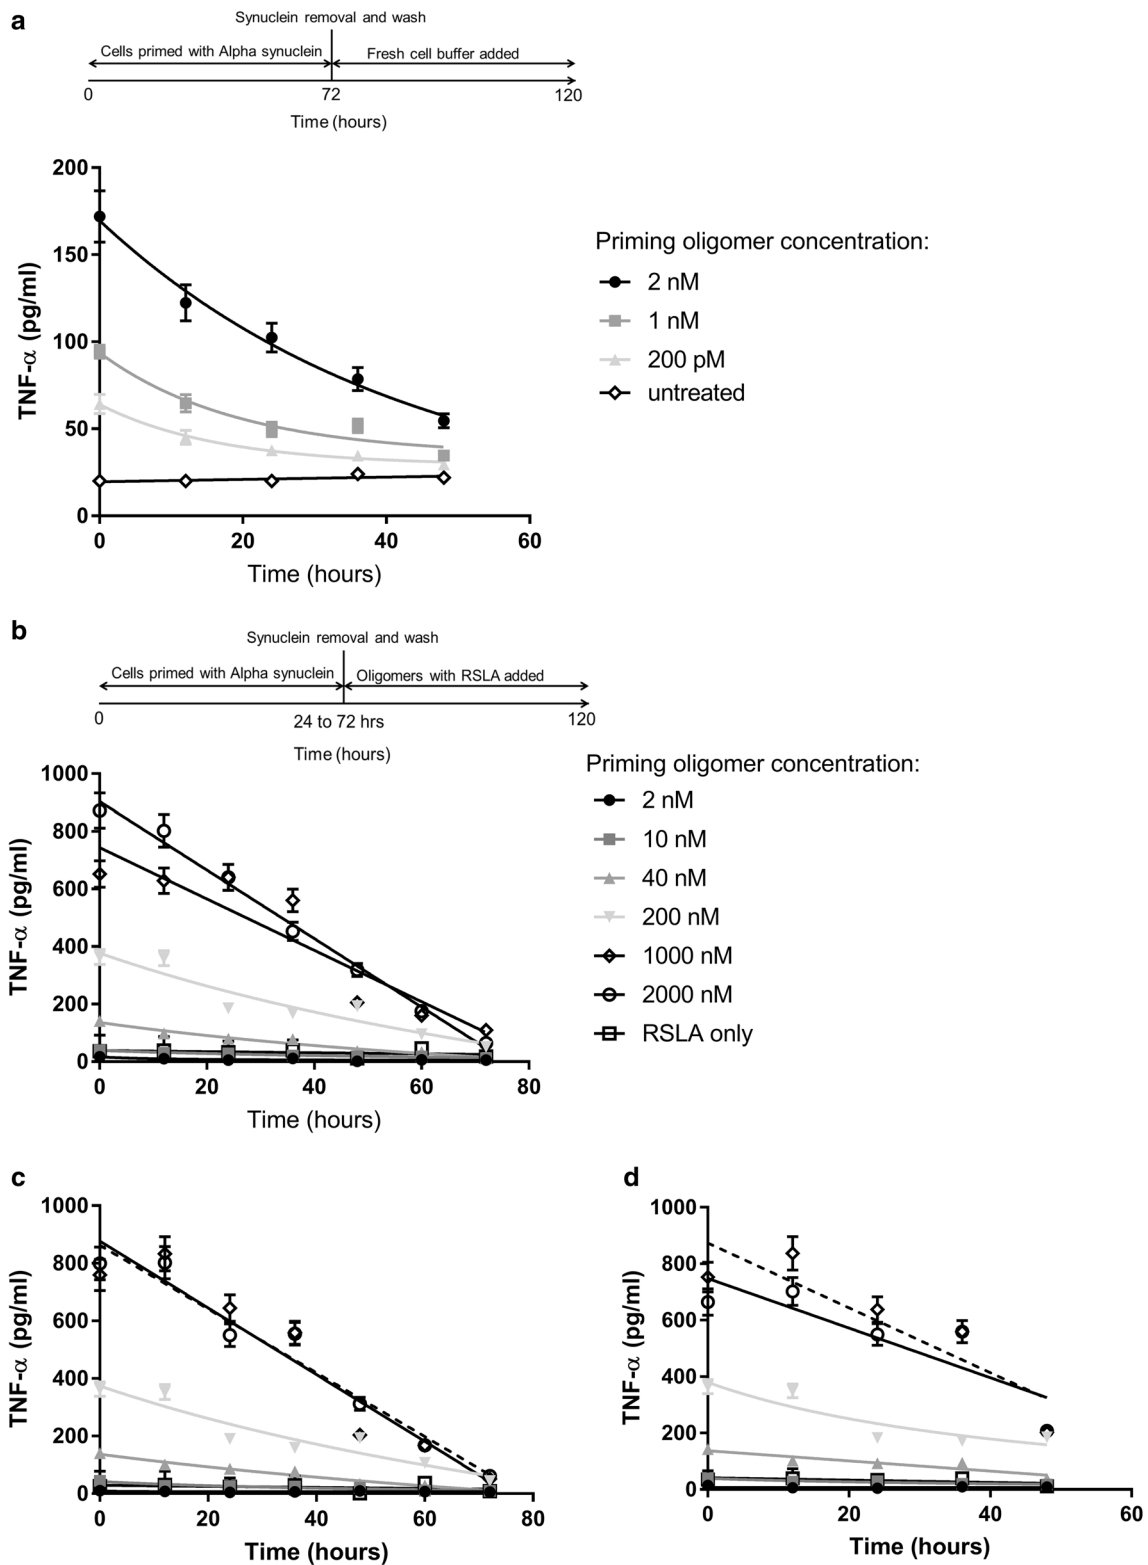 a
Synuclein removal and wash
Cells primed with Alpha synuclein
Fresh cell buffer added
0
72
120
Time (hours)
200
150
100
50
0
TNF-α (pg/ml)
0
20
40
60
Time (hours)
Priming oligomer concentration:
2 nM
1 nM
200 pM
untreated
b
Synuclein removal and wash
Cells primed with Alpha synuclein
Oligomers with RSLA added
0
24 to 72 hrs
120
Time (hours)
1000
800
600
400
200
0
TNF-α (pg/ml)
0
20
40
60
80
Time (hours)
Priming oligomer concentration:
2 nM
10 nM
40 nM
200 nM
1000 nM
2000 nM
RSLA only
c
1000
800
600
400
200
0
TNF-α (pg/ml)
0
20
40
60
80
Time (hours)
d
1000
800
600
400
200
0
TNF-α (pg/ml)
0
20
40
60
Time (hours)